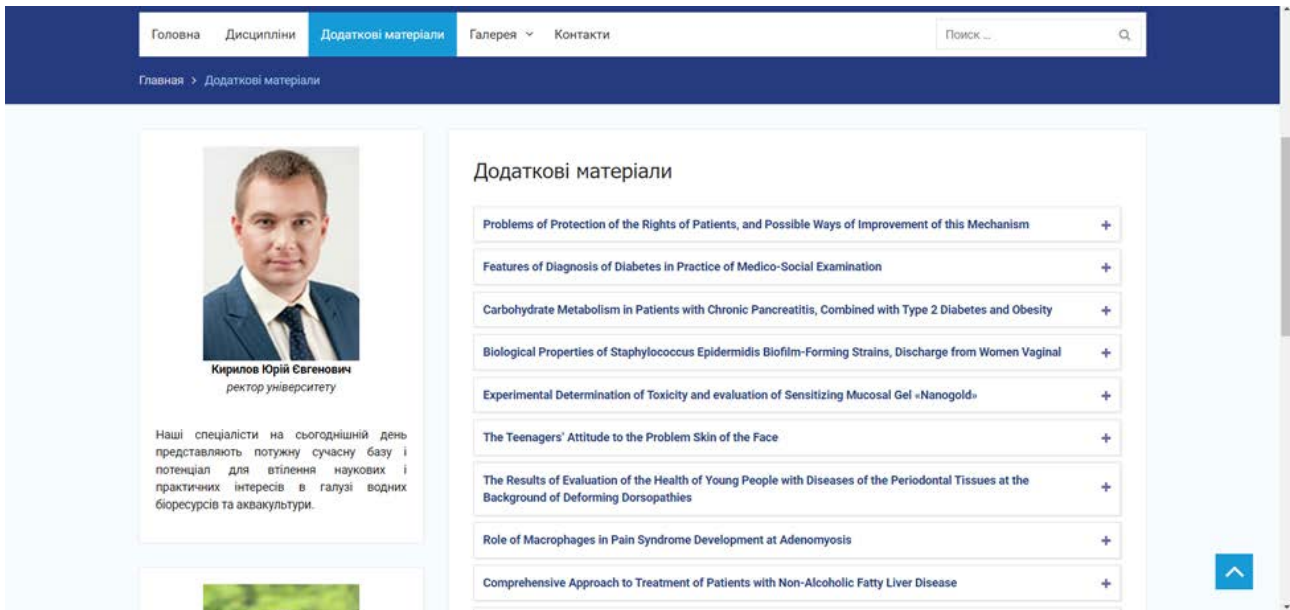 Головна Дисципліни Додаткові матеріали Галерея Контакти Поиск ...
Главная > Додаткові матеріали
Кирилов Юрій Євгенович
ректор університету
Наші спеціалісти на сьогоднішній день
представляють потужну сучасну базу і
потенціал для втілення наукових і
практичних інтересів в галузі водних
біоресурсів та аквакультури.
Додаткові матеріали
Problems of Protection of the Rights of Patients, and Possible Ways of Improvement of this Mechanism
Features of Diagnosis of Diabetes in Practice of Medico-Social Examination
Carbohydrate Metabolism in Patients with Chronic Pancreatitis, Combined with Type 2 Diabetes and Obesity
Biological Properties of Staphylococcus Epidermidis Biofilm-Forming Strains, Discharge from Women Vaginal
Experimental Determination of Toxicity and evaluation of Sensitizing Mucosal Gel «Nanogold»
The Teenagers' Attitude to the Problem Skin of the Face
The Results of Evaluation of the Health of Young People with Diseases of the Periodontal Tissues at the
Background of Deforming Dorsopathies
Role of Macrophages in Pain Syndrome Development at Adenomyosis
Comprehensive Approach to Treatment of Patients with Non-Alcoholic Fatty Liver Disease